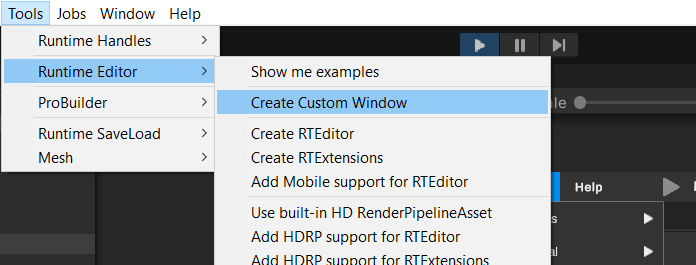 Tools Jobs Window Help
Runtime Handles
Runtime Editor
ProBuilder
Runtime SaveLoad
Mesh
Show me examples
Create Custom Window
Create RTEditor
Create RTExtensions
Add Mobile support for RTEditor
Use built-in HD RenderPipelineAsset
Add HDRP support for RTEditor
Add HDRP support for RTExtensions
Help